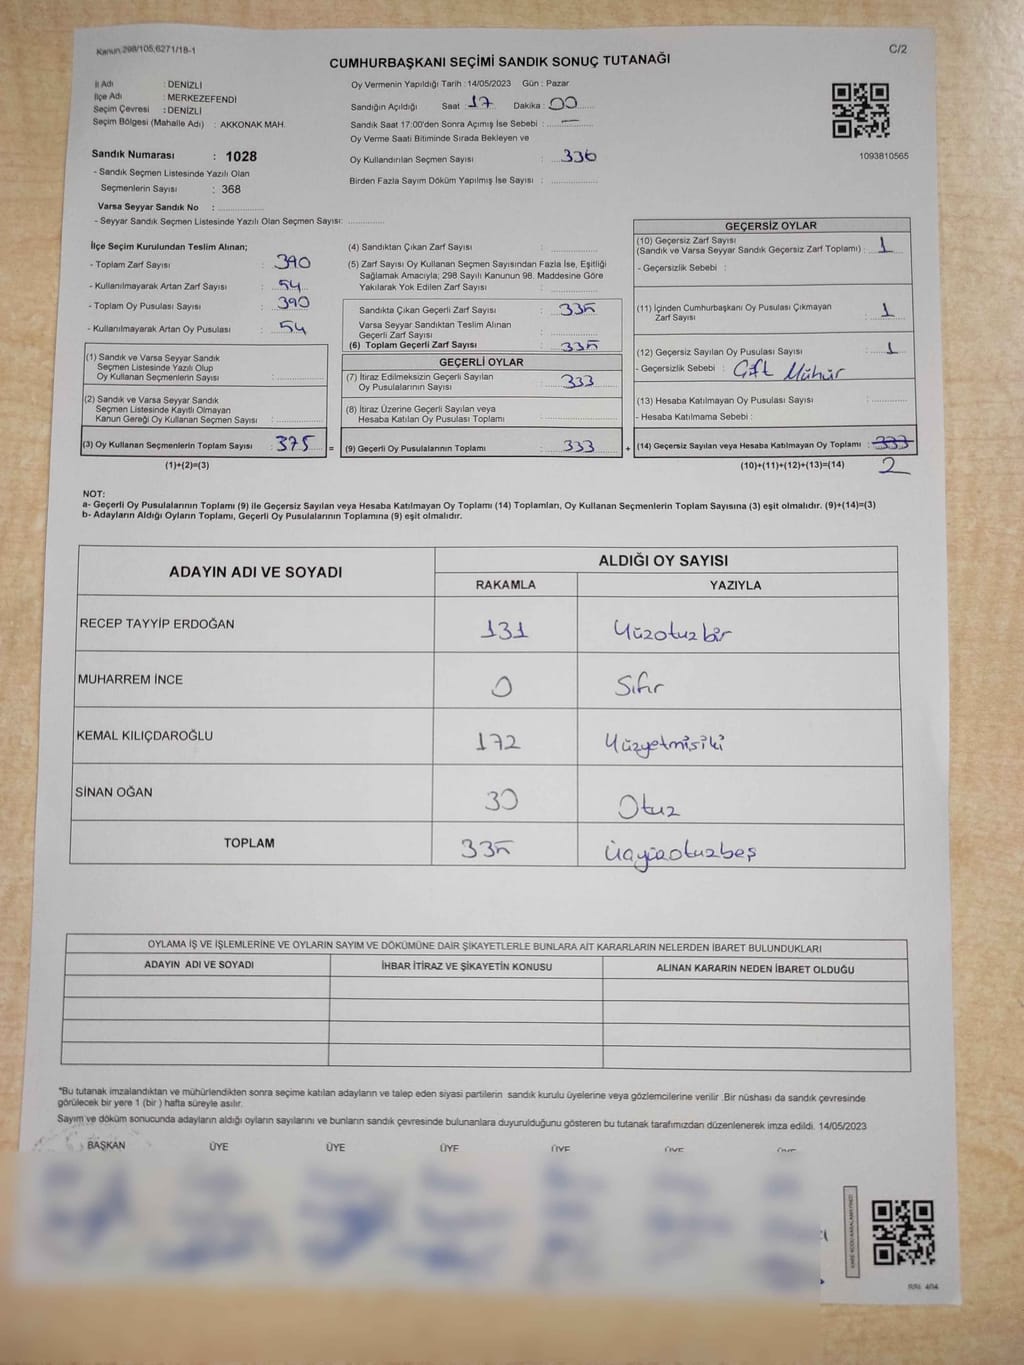 Kanun 298/105,6271/18-1
C/2
CUMHURBAŞKANI SEÇİMİ SANDIK SONUÇ TUTANAĞI
İl Adı : DENİZLİ
İlçe Adı : MERKEZEFENDİ
Seçim Çevresi : DENİZLİ
Seçim Bölgesi (Mahalle Adı) : AKKONAK MAH.
Oy Vermenin Yapıldığı Tarih : 14/05/2023 Gün : Pazar
Sandığın Açıldığı Saat : 17 Dakika : 00
Sandık Saat 17:00'den Sonra Açımış İse Sebebi : —
Oy Verme Saati Bitiminde Sırada Bekleyen ve
Oy Kullandırılan Seçmen Sayısı : 336
Birden Fazla Sayım Döküm Yapılmış İse Sayısı :
1093810565
Sandık Numarası : 1028
- Sandık Seçmen Listesinde Yazılı Olan
Seçmenlerin Sayısı : 368
Varsa Seyyar Sandık No :
- Seyyar Sandık Seçmen Listesinde Yazılı Olan Seçmen Sayısı:
İlçe Seçim Kurulundan Teslim Alınan;
- Toplam Zarf Sayısı : 390
- Kullanılmayarak Artan Zarf Sayısı : 54
- Toplam Oy Pusulası Sayısı : 390
- Kullanılmayarak Artan Oy Pusulası : 54
(1) Sandık ve Varsa Seyyar Sandık
Seçmen Listesinde Yazılı Olup
Oy Kullanan Seçmenlerin Sayısı :
(2) Sandık ve Varsa Seyyar Sandık
Seçmen Listesinde Kayıtlı Olmayan
Kanun Gereği Oy Kullanan Seçmen Sayısı :
(3) Oy Kullanan Seçmenlerin Toplam Sayısı : 375 =
(1)+(2)=(3)
(4) Sandıktan Çıkan Zarf Sayısı :
(5) Zarf Sayısı Oy Kullanan Seçmen Sayısından Fazla İse, Eşitliği
Sağlamak Amacıyla; 298 Sayılı Kanunun 98. Maddesine Göre
Yakılarak Yok Edilen Zarf Sayısı :
Sandıkta Çıkan Geçerli Zarf Sayısı : 335
Varsa Seyyar Sandıktan Teslim Alınan
Geçerli Zarf Sayısı :
(6) Toplam Geçerli Zarf Sayısı : 335
GEÇERLİ OYLAR
(7) İtiraz Edilmeksizin Geçerli Sayılan
Oy Pusulalarının Sayısı : 333
(8) İtiraz Üzerine Geçerli Sayılan veya
Hesaba Katılan Oy Pusulası Toplamı :
(9) Geçerli Oy Pusulalarının Toplamı : 333 +
GEÇERSİZ OYLAR
(10) Geçersiz Zarf Sayısı
(Sandık ve Varsa Seyyar Sandık Geçersiz Zarf Toplamı) : 1
- Geçersizlik Sebebi :
(11) İçinden Cumhurbaşkanı Oy Pusulası Çıkmayan
Zarf Sayısı : 1
(12) Geçersiz Sayılan Oy Pusulası Sayısı : 1
- Geçersizlik Sebebi : Çift Mühür
(13) Hesaba Katılmayan Oy Pusulası Sayısı :
- Hesaba Katılmama Sebebi :
(14) Geçersiz Sayılan veya Hesaba Katılmayan Oy Toplamı : 333
(10)+(11)+(12)+(13)=(14) 2
NOT:
a- Geçerli Oy Pusulalarının Toplamı (9) ile Geçersiz Sayılan veya Hesaba Katılmayan Oy Toplamı (14) Toplamları, Oy Kullanan Seçmenlerin Toplam Sayısına (3) eşit olmalıdır. (9)+(14)=(3)
b- Adayların Aldığı Oyların Toplamı, Geçerli Oy Pusulalarının Toplamına (9) eşit olmalıdır.
ADAYIN ADI VE SOYADI
ALDIĞI OY SAYISI
RAKAMLA YAZIYLA
RECEP TAYYİP ERDOĞAN 131 Yüzotuzbir
MUHARREM İNCE 0 Sıfır
KEMAL KILIÇDAROĞLU 172 Yüzyetmişiki
SİNAN OĞAN 30 Otuz
TOPLAM 335 Üçyüzotuzbeş
OYLAMA İŞ VE İŞLEMLERİNE VE OYLARIN SAYIM VE DÖKÜMÜNE DAİR ŞİKAYETLERLE BUNLARA AİT KARARLARIN NELERDEN İBARET BULUNDUKLARI
ADAYIN ADI VE SOYADI İHBAR İTİRAZ VE ŞİKAYETİN KONUSU ALINAN KARARIN NEDEN İBARET OLDUĞU
*Bu tutanak imzalandıktan ve mühürlendikten sonra seçime katılan adayların ve talep eden siyasi partilerin sandık kurulu üyelerine veya gözlemcilerine verilir .Bir nüshası da sandık çevresinde
görülecek bir yere 1 (bir ) hafta süreyle asılır.
Sayım ve döküm sonucunda adayların aldığı oyların sayılarını ve bunların sandık çevresinde bulunanlara duyurulduğunu gösteren bu tutanak tarafımızdan düzenlenerek imza edildi. 14/05/2023
BAŞKAN ÜYE ÜYE ÜYE ÜYE ÜYE ÜYE